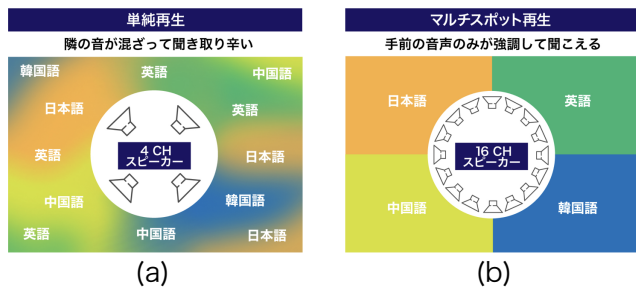 単純再生
隣の音が混ざって聞き取り辛い
韓国語
英語
中国語
日本語
英語
英語
4 CH
スピーカー
日本語
中国語
韓国語
英語
中国語
日本語
(a)
マルチスポット再生
手前の音声のみが強調して聞こえる
日本語
英語
16 CH
スピーカー
中国語
韓国語
(b)